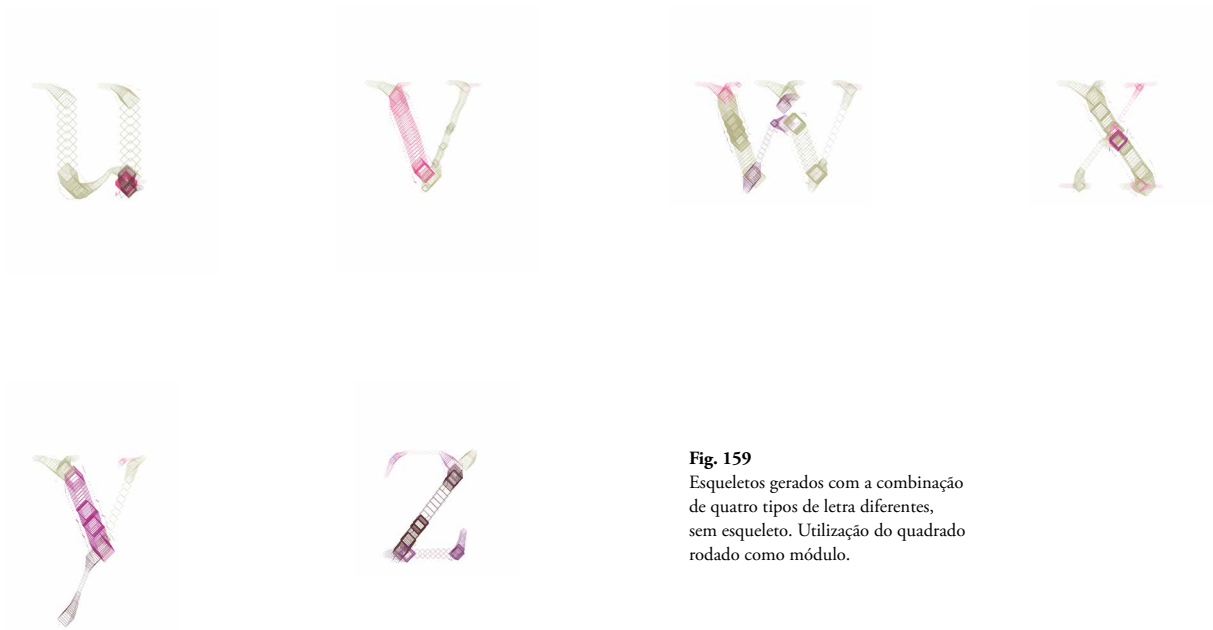 u v w x
y z
Fig. 159
Esqueletos gerados com a combinação
de quatro tipos de letra diferentes,
sem esqueleto. Utilização do quadrado
rodado como módulo.